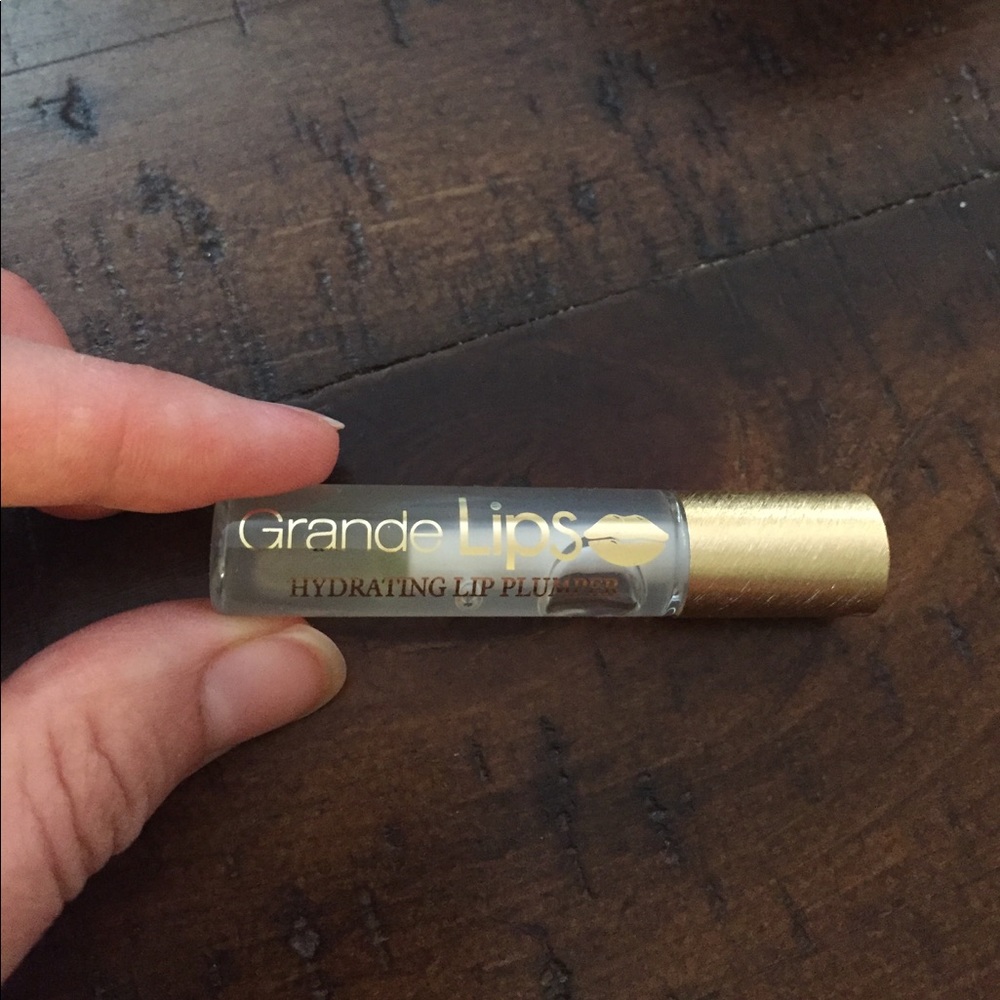 Grande Lips
HYDRATING LIP PLUMPER